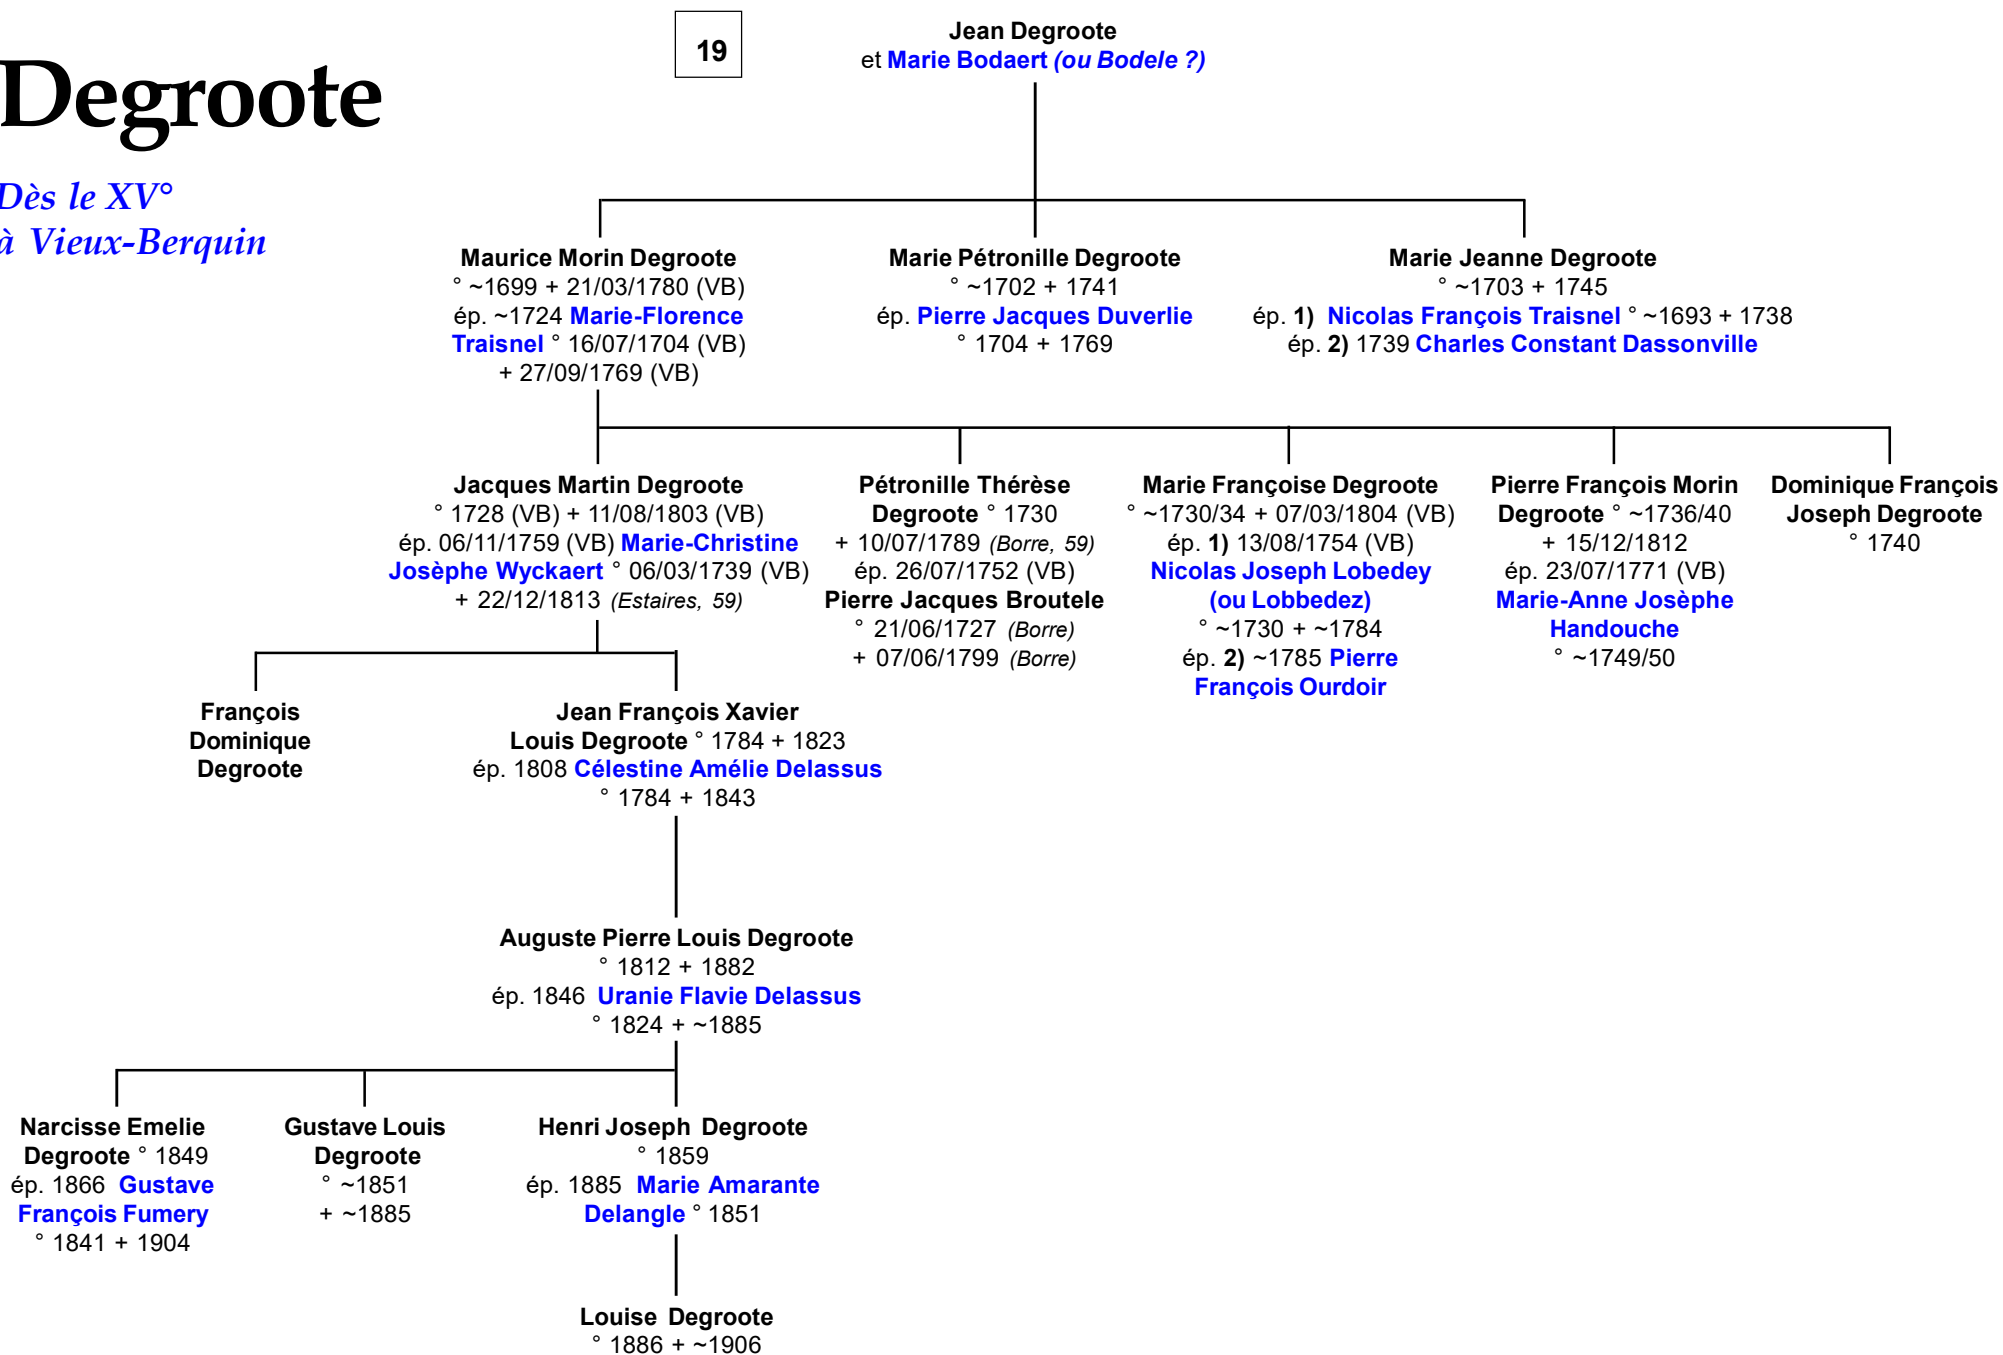 Degroote
Dès le XV°
à Vieux-Berquin
19
Jean Degroote
et Marie Bodaert (ou Bodele ?)
Maurice Morin Degroote
° ~1699 + 21/03/1780 (VB)
ép. ~1724 Marie-Florence
Traisnel ° 16/07/1704 (VB)
+ 27/09/1769 (VB)
Marie Pétronille Degroote
° ~1702 + 1741
ép. Pierre Jacques Duverlie
° 1704 + 1769
Marie Jeanne Degroote
° ~1703 + 1745
ép. 1) Nicolas François Traisnel ° ~1693 + 1738
ép. 2) 1739 Charles Constant Dassonville
Jacques Martin Degroote
° 1728 (VB) + 11/08/1803 (VB)
ép. 06/11/1759 (VB) Marie-Christine
Josèphe Wyckaert ° 06/03/1739 (VB)
+ 22/12/1813 (Estaires, 59)
Pétronille Thérèse
Degroote ° 1730
+ 10/07/1789 (Borre, 59)
ép. 26/07/1752 (VB)
Pierre Jacques Broutele
° 21/06/1727 (Borre)
+ 07/06/1799 (Borre)
Marie Françoise Degroote
° ~1730/34 + 07/03/1804 (VB)
ép. 1) 13/08/1754 (VB)
Nicolas Joseph Lobedey
(ou Lobbedez)
° ~1730 + ~1784
ép. 2) ~1785 Pierre
François Ourdoir
Pierre François Morin
Degroote ° ~1736/40
+ 15/12/1812
ép. 23/07/1771 (VB)
Marie-Anne Josèphe
Handouche
° ~1749/50
Dominique François
Joseph Degroote
° 1740
François
Dominique
Degroote
Jean François Xavier
Louis Degroote ° 1784 + 1823
ép. 1808 Célestine Amélie Delassus
° 1784 + 1843
Auguste Pierre Louis Degroote
° 1812 + 1882
ép. 1846 Uranie Flavie Delassus
° 1824 + ~1885
Narcisse Emelie
Degroote ° 1849
ép. 1866 Gustave
François Fumery
° 1841 + 1904
Gustave Louis
Degroote
° ~1851
+ ~1885
Henri Joseph Degroote
° 1859
ép. 1885 Marie Amarante
Delangle ° 1851
Louise Degroote
° 1886 + ~1906